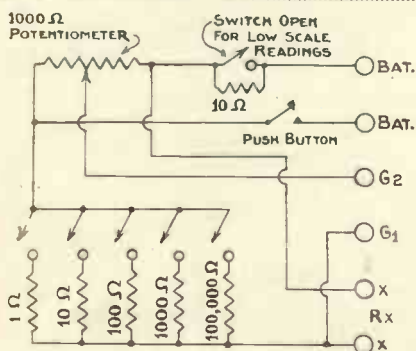 1000 Ω
POTENTIOMETER
SWITCH OPEN
FOR LOW SCALE
READINGS
10 Ω
BAT.
BAT.
PUSH BUTTON
G2
G1
X
RX
X
1 Ω
10 Ω
100 Ω
1000 Ω
100,000 Ω